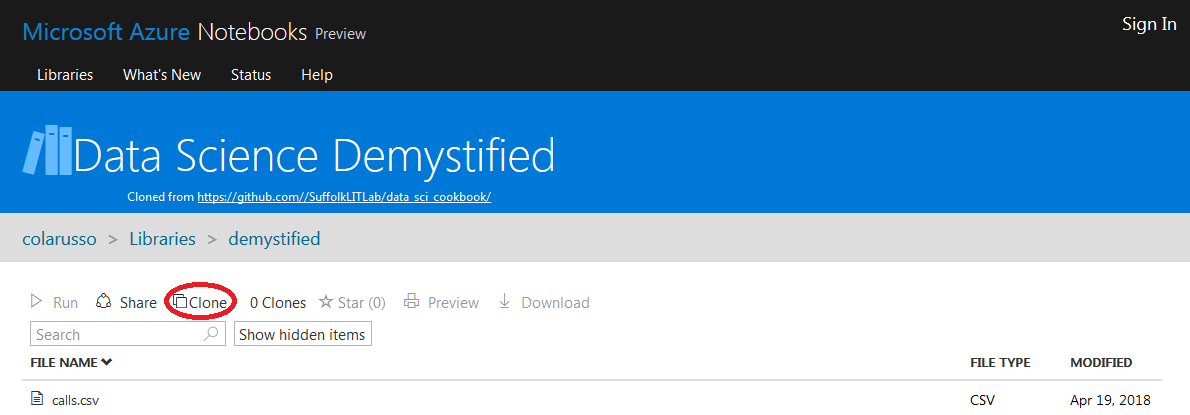 Microsoft Azure Notebooks Preview
Sign In
Libraries What's New Status Help
Data Science Demystified
Cloned from https://github.com//SuffolkLITLab/data_sci_cookbook/
colarusso > Libraries > demystified
Run Share Clone 0 Clones Star (0) Preview Download
Search Show hidden items
FILE NAME FILE TYPE MODIFIED
calls.csv CSV Apr 19, 2018